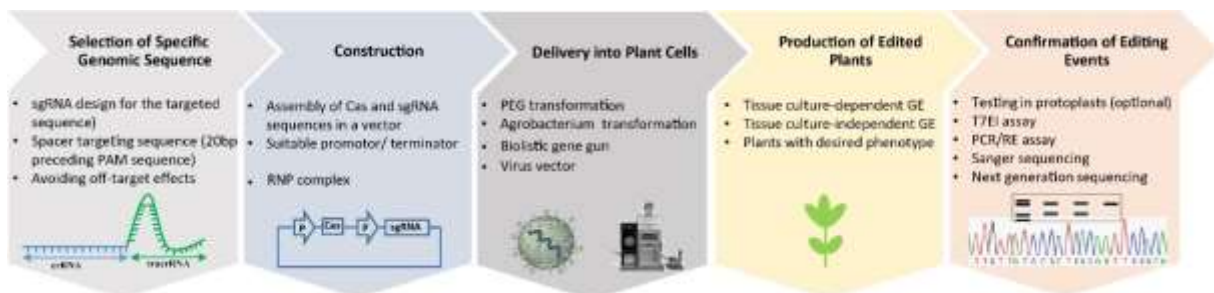 Selection of Specific
Genomic Sequence
• sgRNA design for the targeted
sequence)
• Spacer targeting sequence (20bp
preceding PAM sequence)
• Avoiding off-target effects
crRNA
tracrRNA
Construction
• Assembly of Cas and sgRNA
sequences in a vector
• Suitable promotor/ terminator
• RNP complex
P
Cas
P
sgRNA
Delivery into Plant Cells
• PEG transformation
• Agrobacterium transformation
• Biolistic gene gun
• Virus vector
Production of Edited
Plants
• Tissue culture-dependent GE
• Tissue culture-independent GE
• Plants with desired phenotype
Confirmation of Editing
Events
• Testing in protoplasts (optional)
• T7EI assay
• PCR/RE assay
• Sanger sequencing
• Next generation sequencing